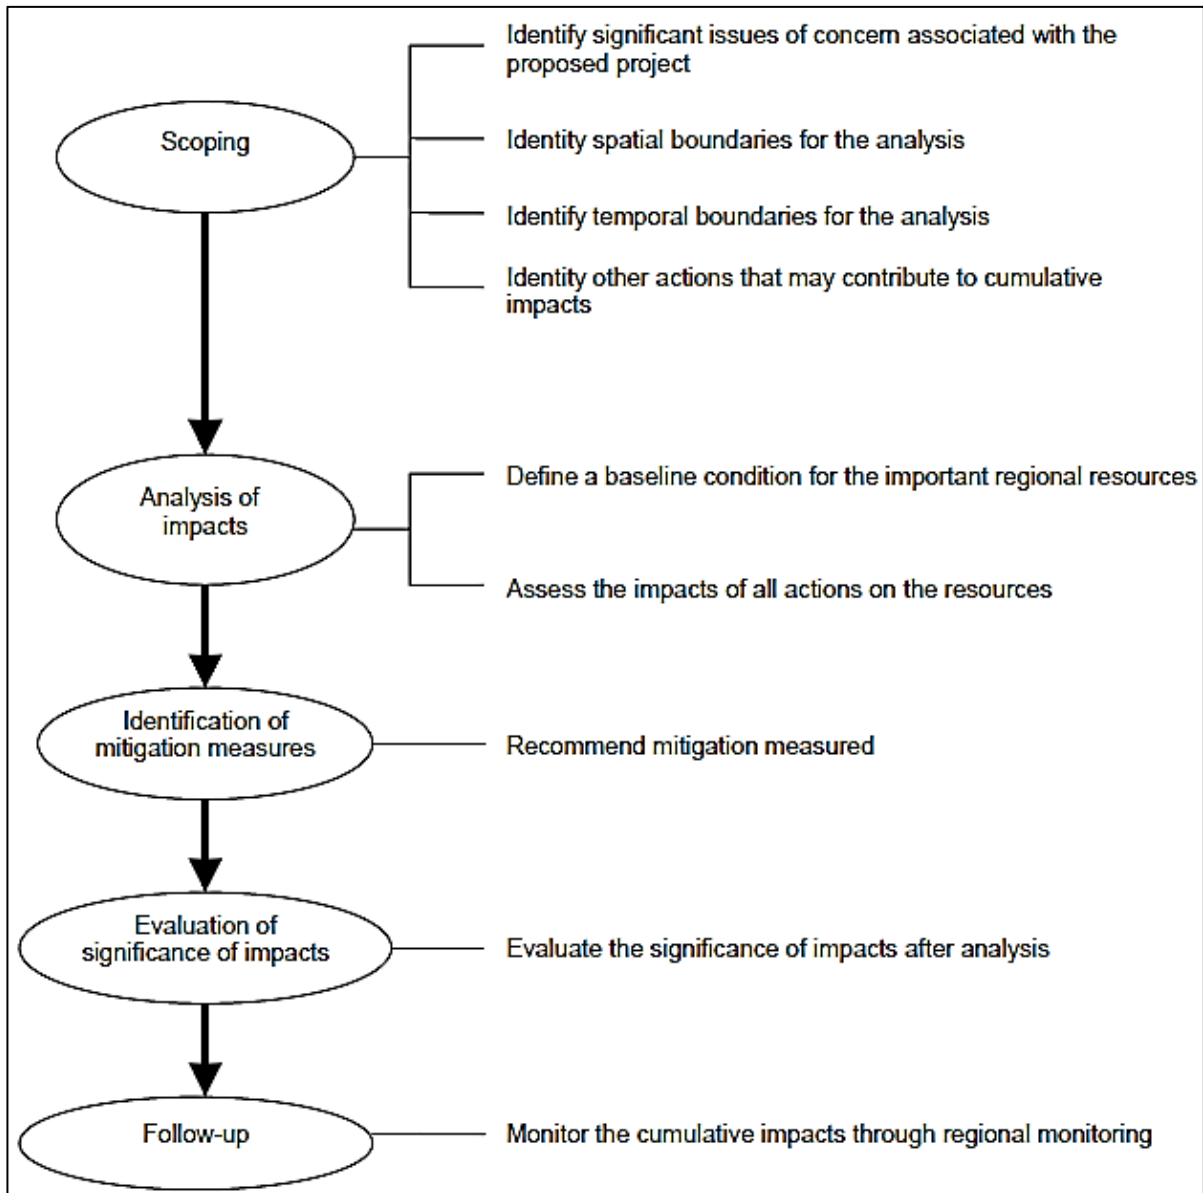 Scoping
Identify significant issues of concern associated with the
proposed project
Identity spatial boundaries for the analysis
Identify temporal boundaries for the analysis
Identity other actions that may contribute to cumulative
impacts
Analysis of
impacts
Define a baseline condition for the important regional resources
Assess the impacts of all actions on the resources
Identification of
mitigation measures
Recommend mitigation measured
Evaluation of
significance of impacts
Evaluate the significance of impacts after analysis
Follow-up
Monitor the cumulative impacts through regional monitoring